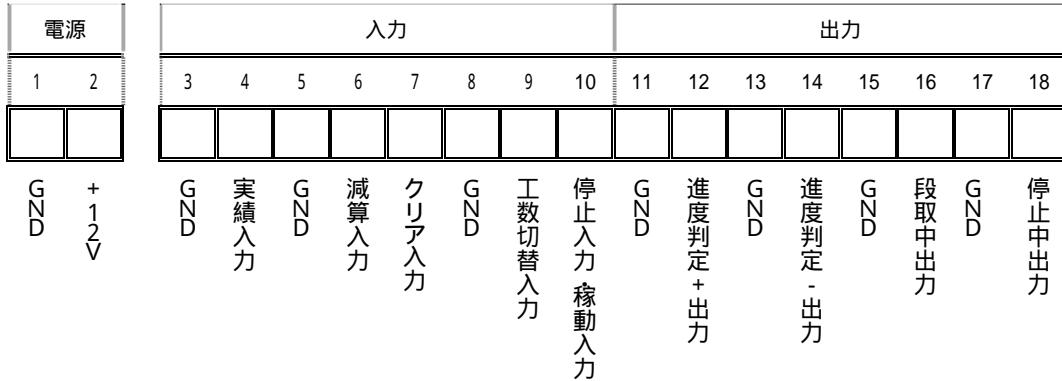 電源 入力 出力
1 2 3 4 5 6 7 8 9 10 11 12 13 14 15 16 17 18
GND
+12V
GND
実績入力
GND
減算入力
クリア入力
GND
工数切替入力
停止入力・稼動入力
GND
進度判定+出力
GND
進度判定-出力
GND
段取中出力
GND
停止中出力